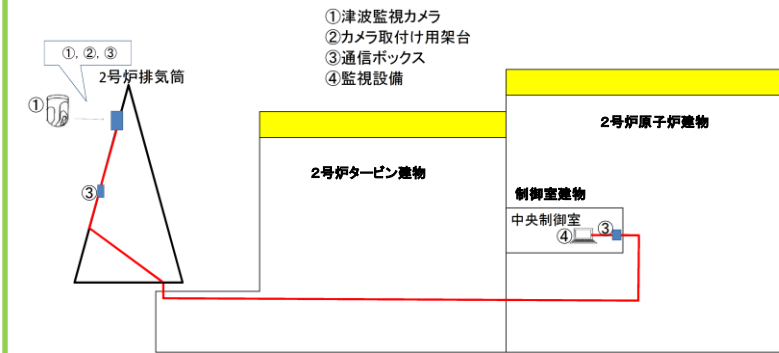 ①津波監視カメラ
②カメラ取付け用架台
③通信ボックス
④監視設備
①, ②, ③
2号炉排気筒
①
③
2号炉タービン建物
2号炉原子炉建物
制御室建物
中央制御室
④
③